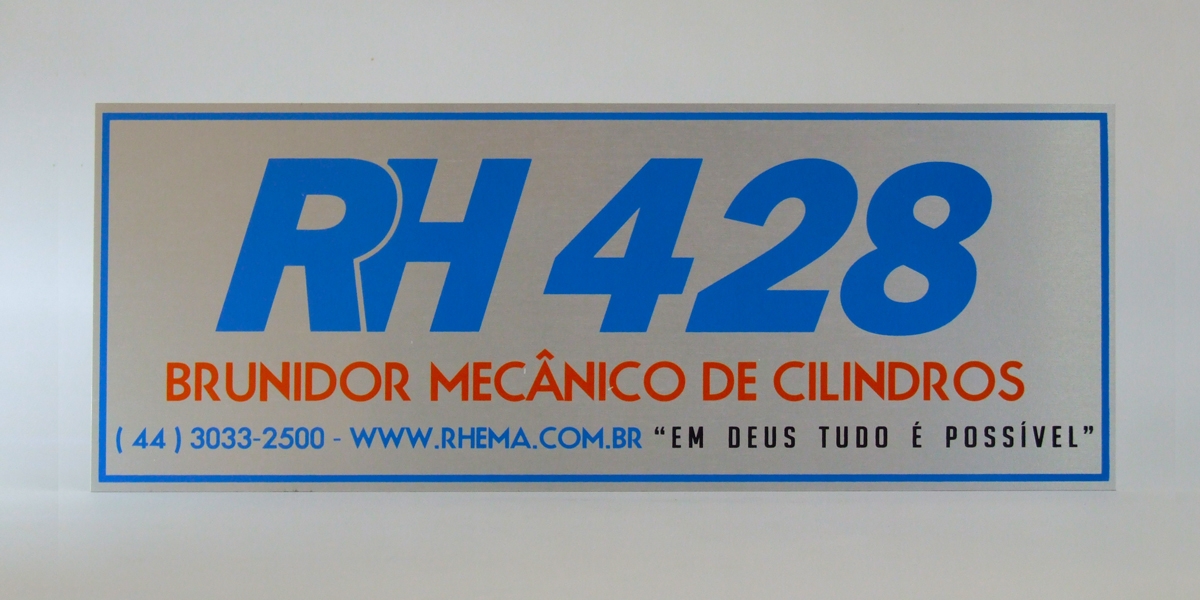 RH 428
BRUNIDOR MECÂNICO DE CILINDROS
( 44 ) 3033-2500 - WWW.RHEMA.COM.BR “EM DEUS TUDO É POSSÍVEL”